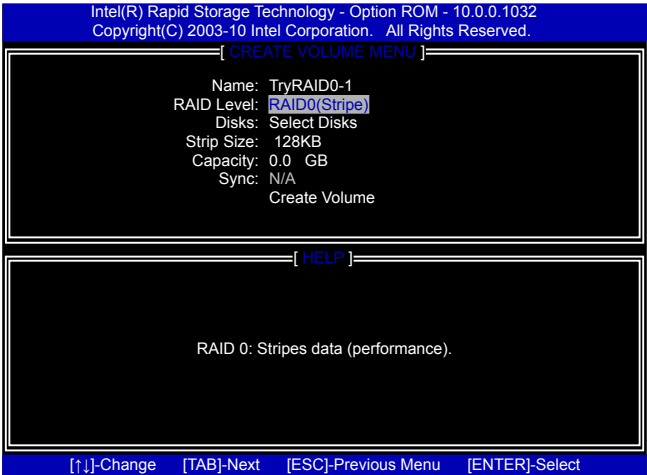 Intel(R) Rapid Storage Technology - Option ROM - 10.0.0.1032
Copyright(C) 2003-10 Intel Corporation.   All Rights Reserved.
[ CREATE VOLUME MENU ]
Name: TryRAID0-1
RAID Level: RAID0(Stripe)
Disks: Select Disks
Strip Size: 128KB
Capacity: 0.0 GB
Sync: N/A
Create Volume
[ HELP ]
RAID 0: Stripes data (performance).
[↑↓]-Change [TAB]-Next [ESC]-Previous Menu [ENTER]-Select